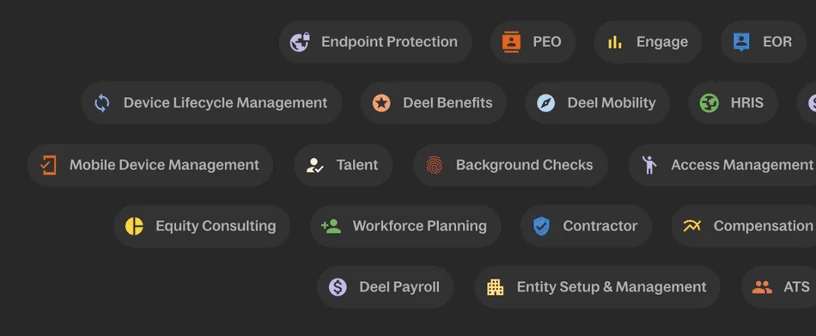 Endpoint Protection PEO Engage EOR
Device Lifecycle Management Deel Benefits Deel Mobility HRIS
Mobile Device Management Talent Background Checks Access Management
Equity Consulting Workforce Planning Contractor Compensation
Deel Payroll Entity Setup & Management ATS